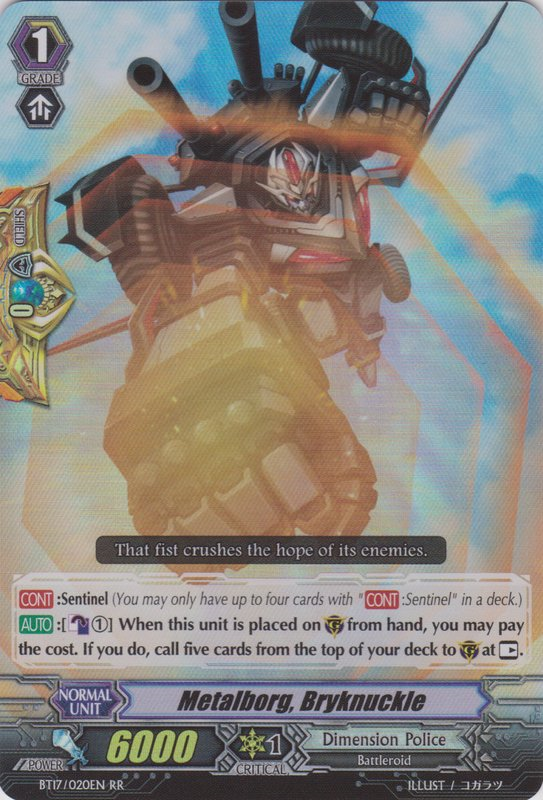 1
GRADE
SHIELD
0
That fist crushes the hope of its enemies.
CONT :Sentinel (You may only have up to four cards with "CONT :Sentinel" in a deck.)
AUTO :[ ①] When this unit is placed on G from hand, you may pay
the cost. If you do, call five cards from the top of your deck to G at .
NORMAL
UNIT
Metalborg, Bryknuckle
POWER
6000
1
CRITICAL
Dimension Police
Battleroid
BT17/020EN RR
ILLUST / コガラツ